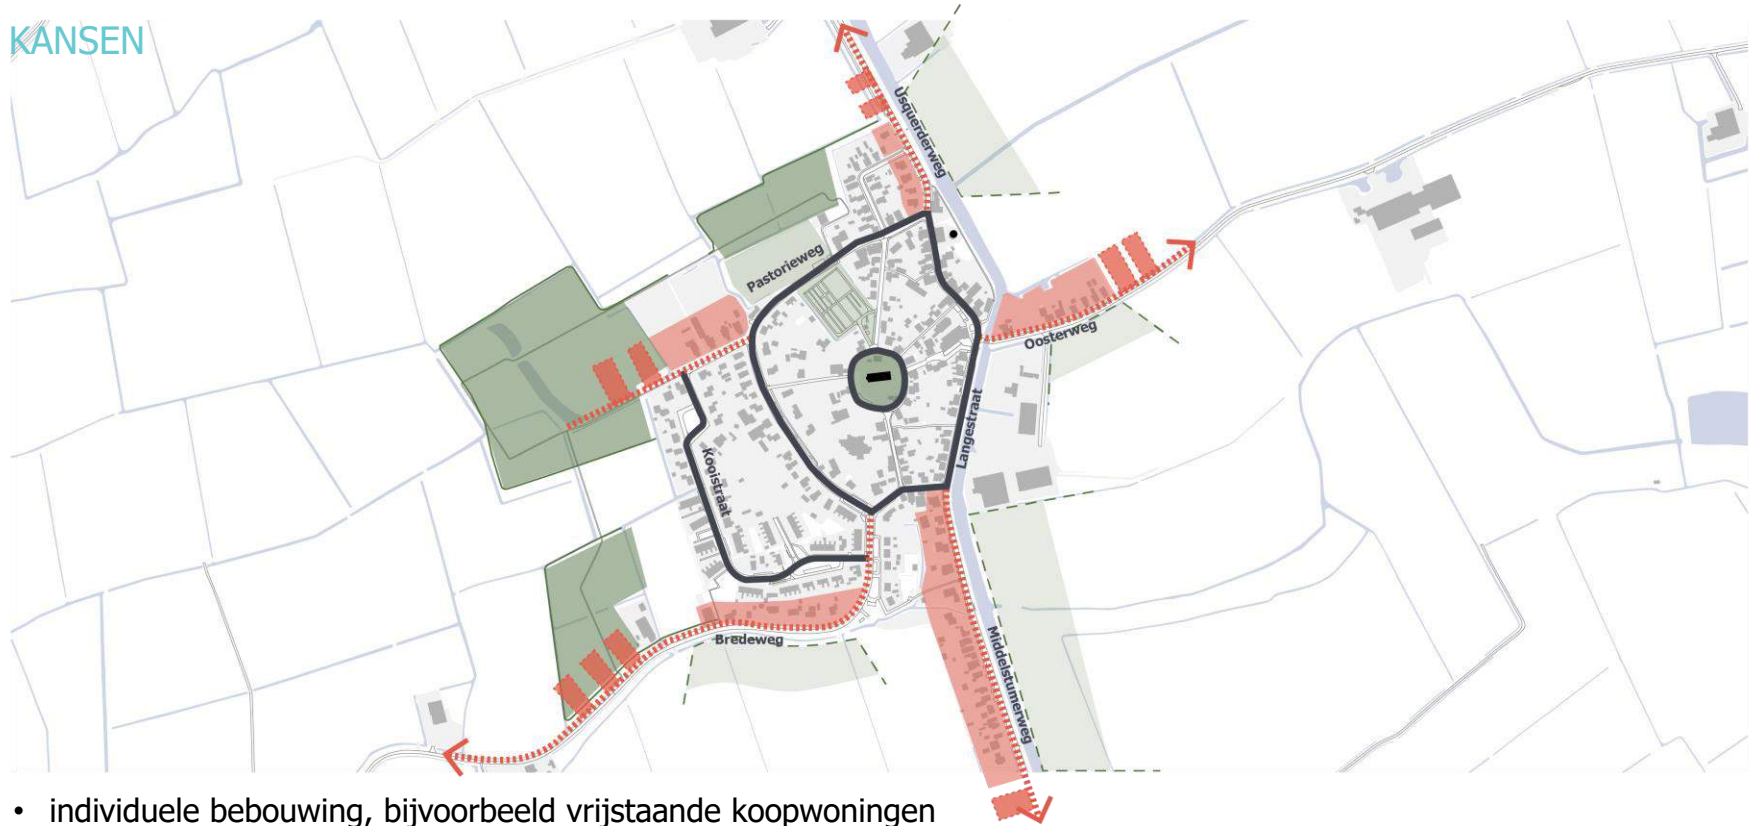 KANSEN
Usquerderweg
Pastorieweg
Oosterweg
Langestraat
Kooistraat
Bredeweg
Middelstumerweg
• individuele bebouwing, bijvoorbeeld vrijstaande koopwoningen